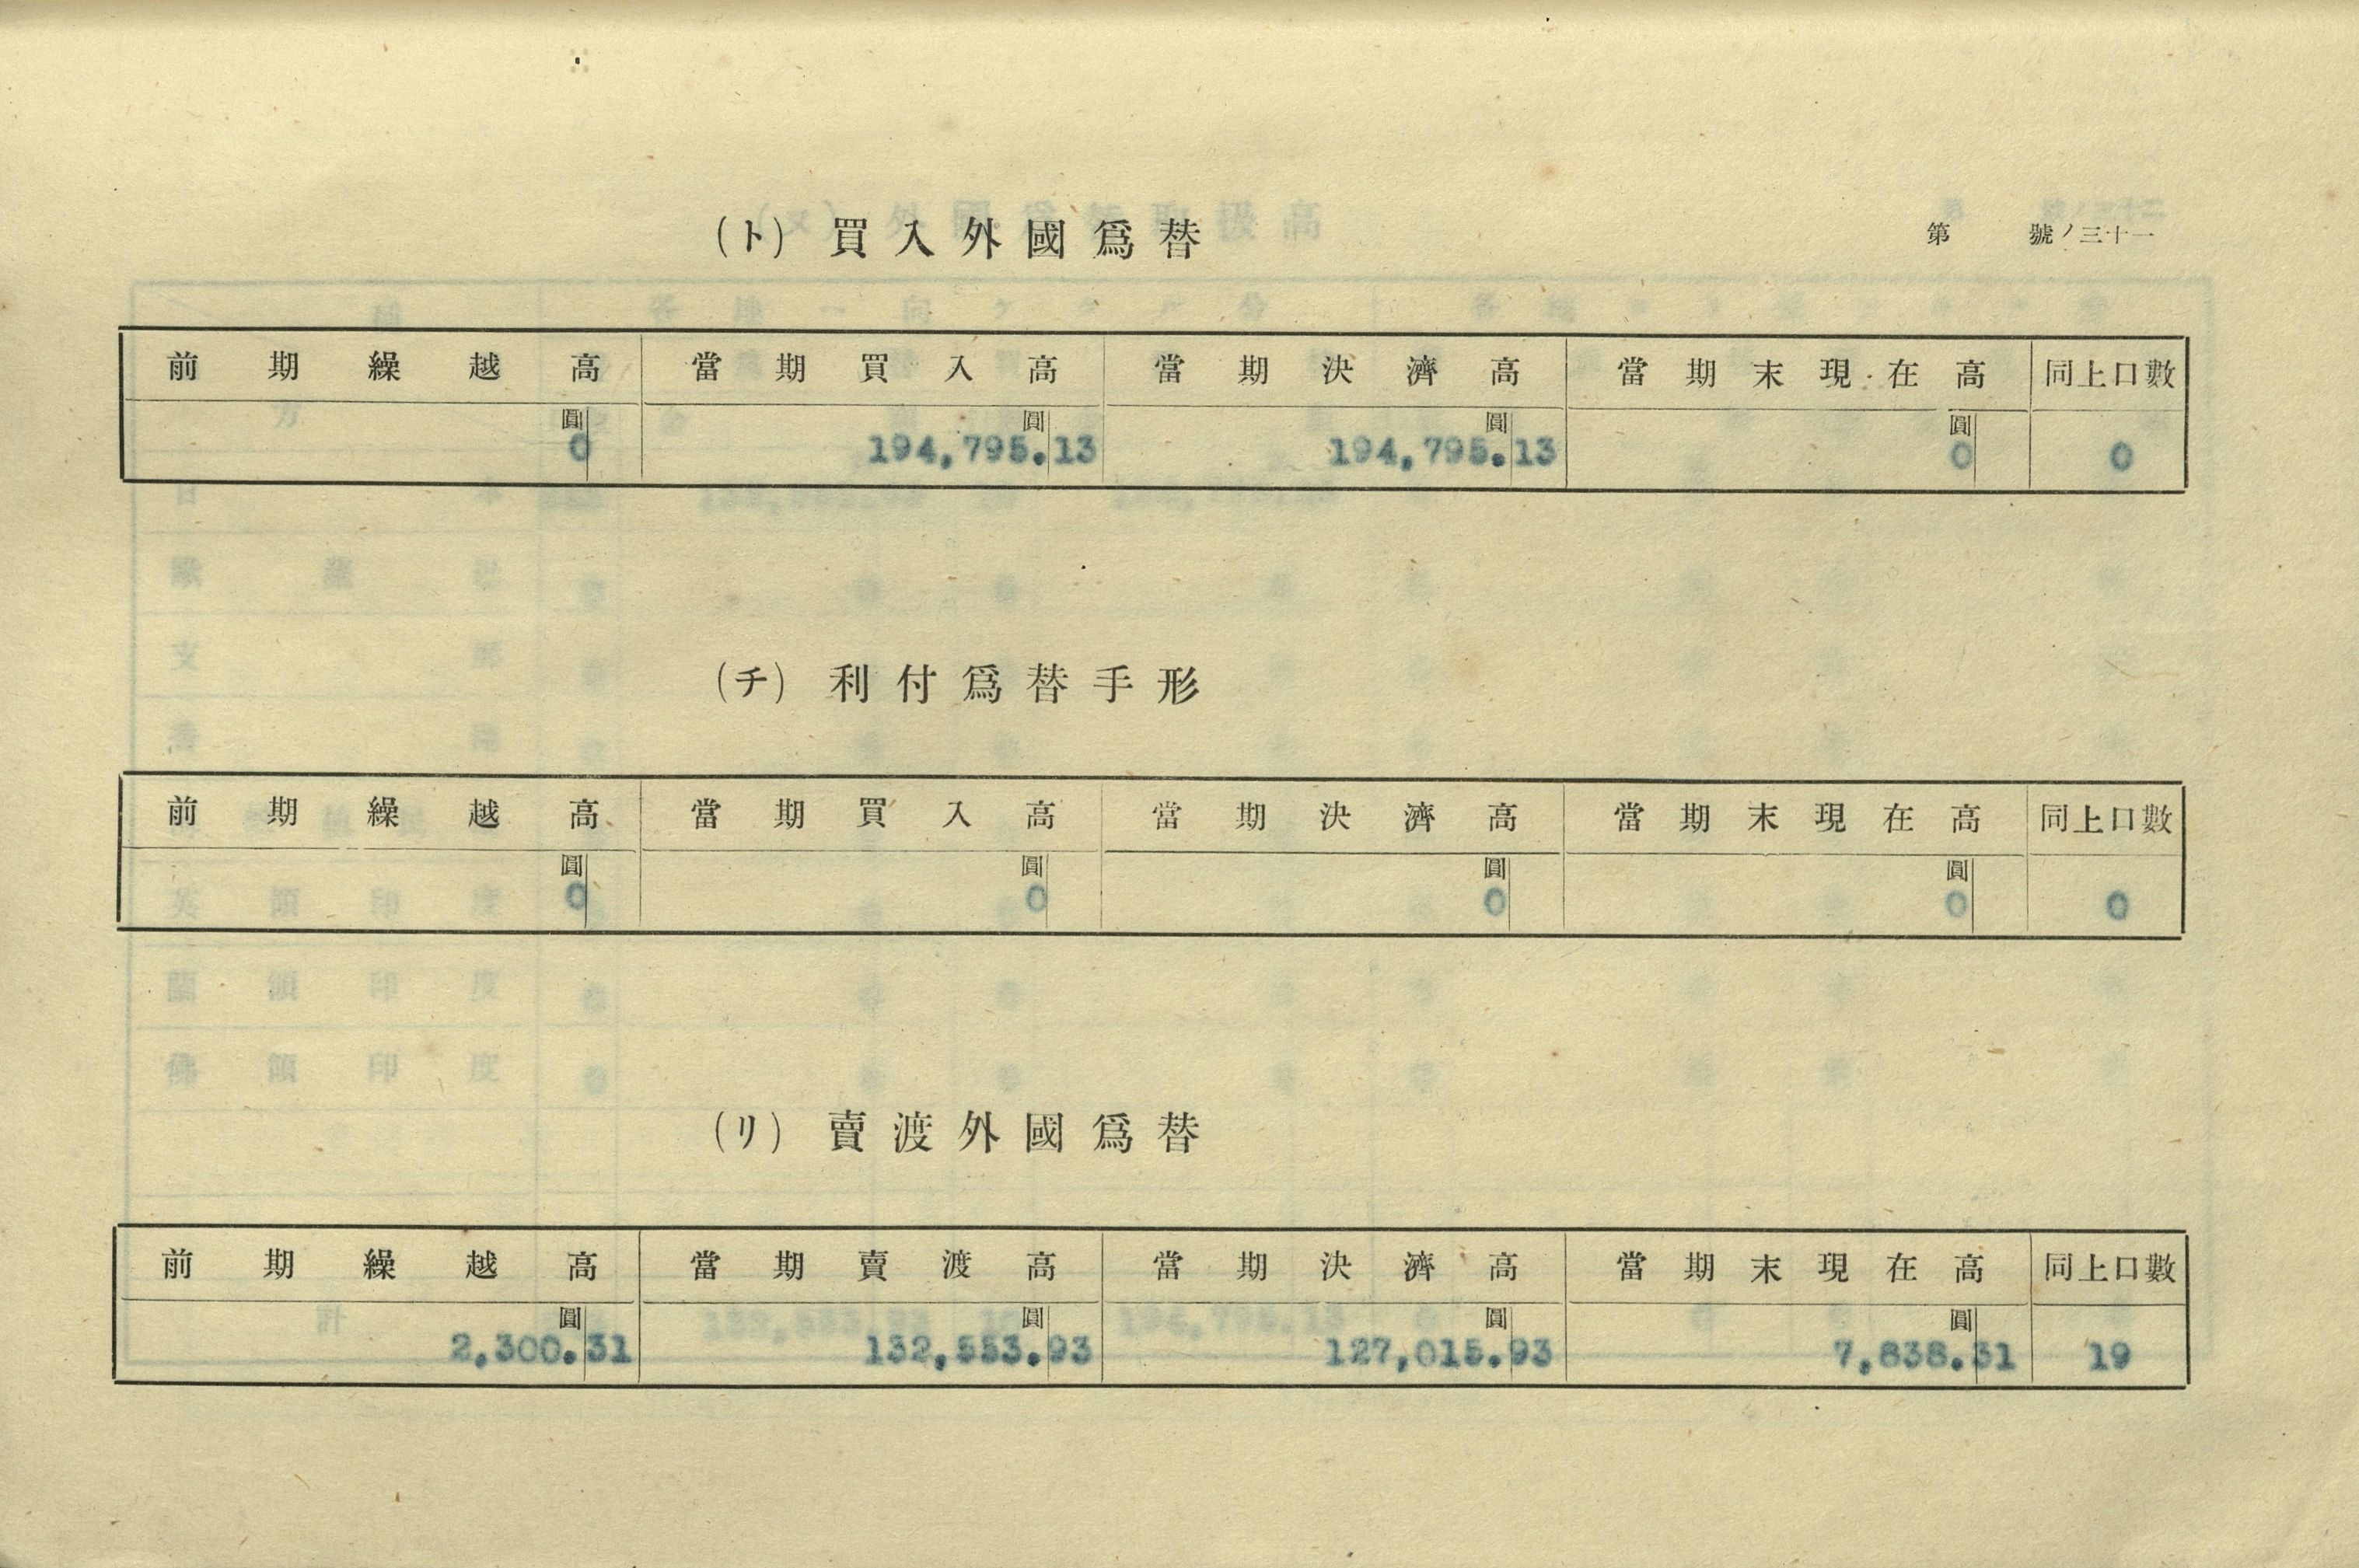 第 號ノ三十一
(ト) 買入外國爲替
前期繰越高 當期買入高 當期決濟高 當期末現在高 同上口數
圓 圓 圓 圓
0 194,795.13 194,795.13 0 0
(チ) 利付爲替手形
前期繰越高 當期買入高 當期決濟高 當期末現在高 同上口數
圓 圓 圓 圓
0 0 0 0 0
(リ) 賣渡外國爲替
前期繰越高 當期賣渡高 當期決濟高 當期末現在高 同上口數
圓 圓 圓 圓
2,300.31 132,553.93 127,015.93 7,838.31 19